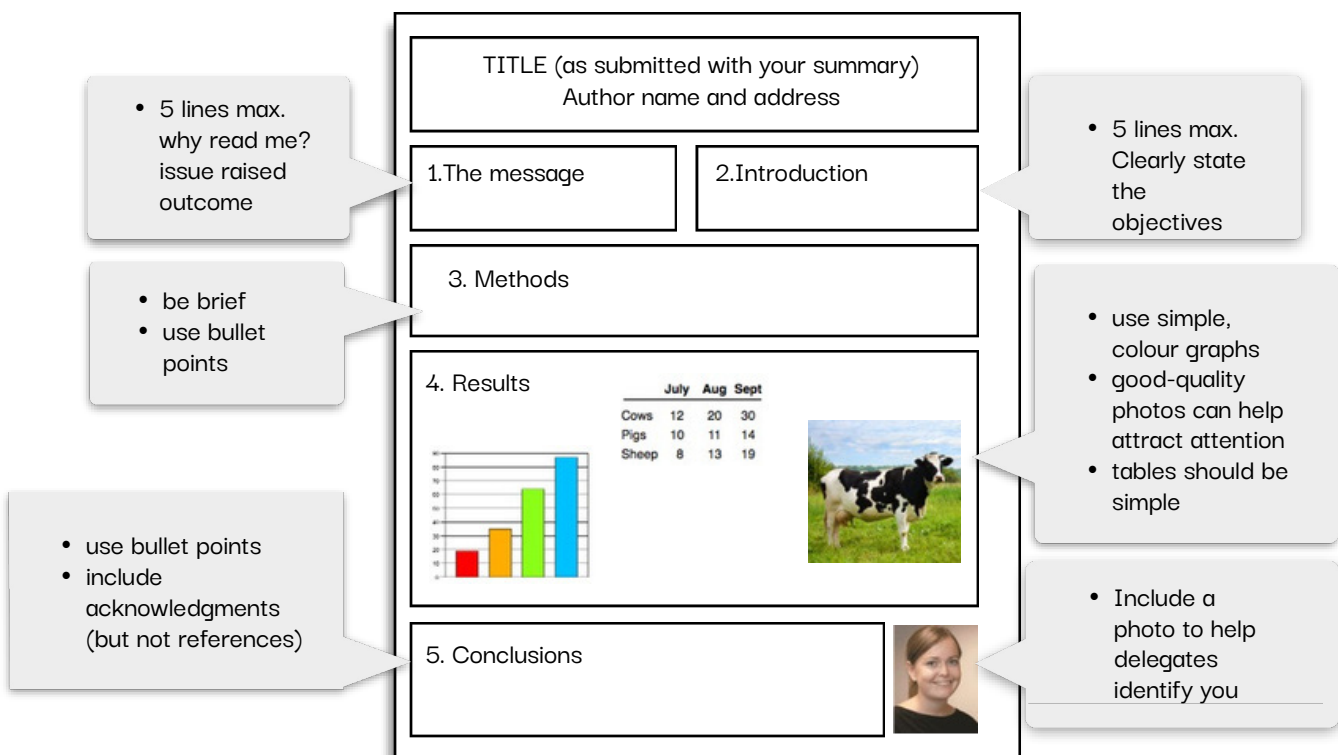 TITLE (as submitted with your summary)
Author name and address
• 5 lines max.
why read me?
issue raised
outcome
1.The message
2.Introduction
• 5 lines max.
Clearly state
the
objectives
• be brief
• use bullet
points
3. Methods
4. Results
July Aug Sept
Cows 12 20 30
Pigs 10 11 14
Sheep 8 13 19
• use simple,
colour graphs
• good-quality
photos can help
attract attention
• tables should be
simple
• use bullet points
• include
acknowledgments
(but not references)
5. Conclusions
• Include a
photo to help
delegates
identify you